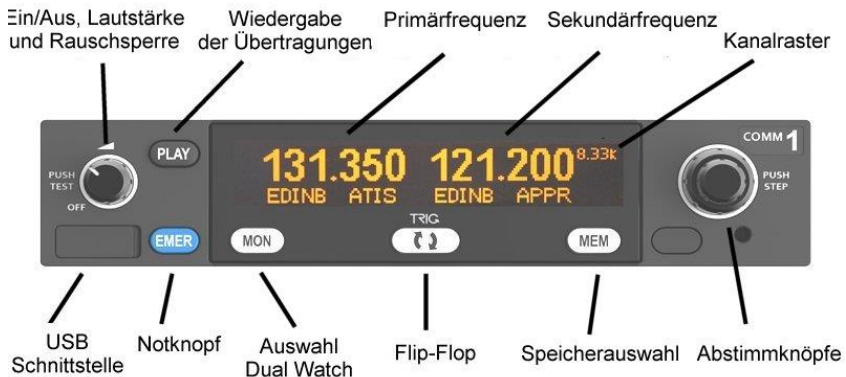 Ein/Aus, Lautstärke
und Rauschsperre
Wiedergabe
der Übertragungen
Primärfrequenz
Sekundärfrequenz
Kanalraster
PUSH
TEST
OFF
PLAY
131.350 121.200 8.33k
EDINB ATIS EDINB APPR
COMM 1
PUSH
STEP
TRIG
EMER
MON
MEM
USB
Schnittstelle
Notknopf
Auswahl
Dual Watch
Flip-Flop
Speicherauswahl
Abstimmknöpfe